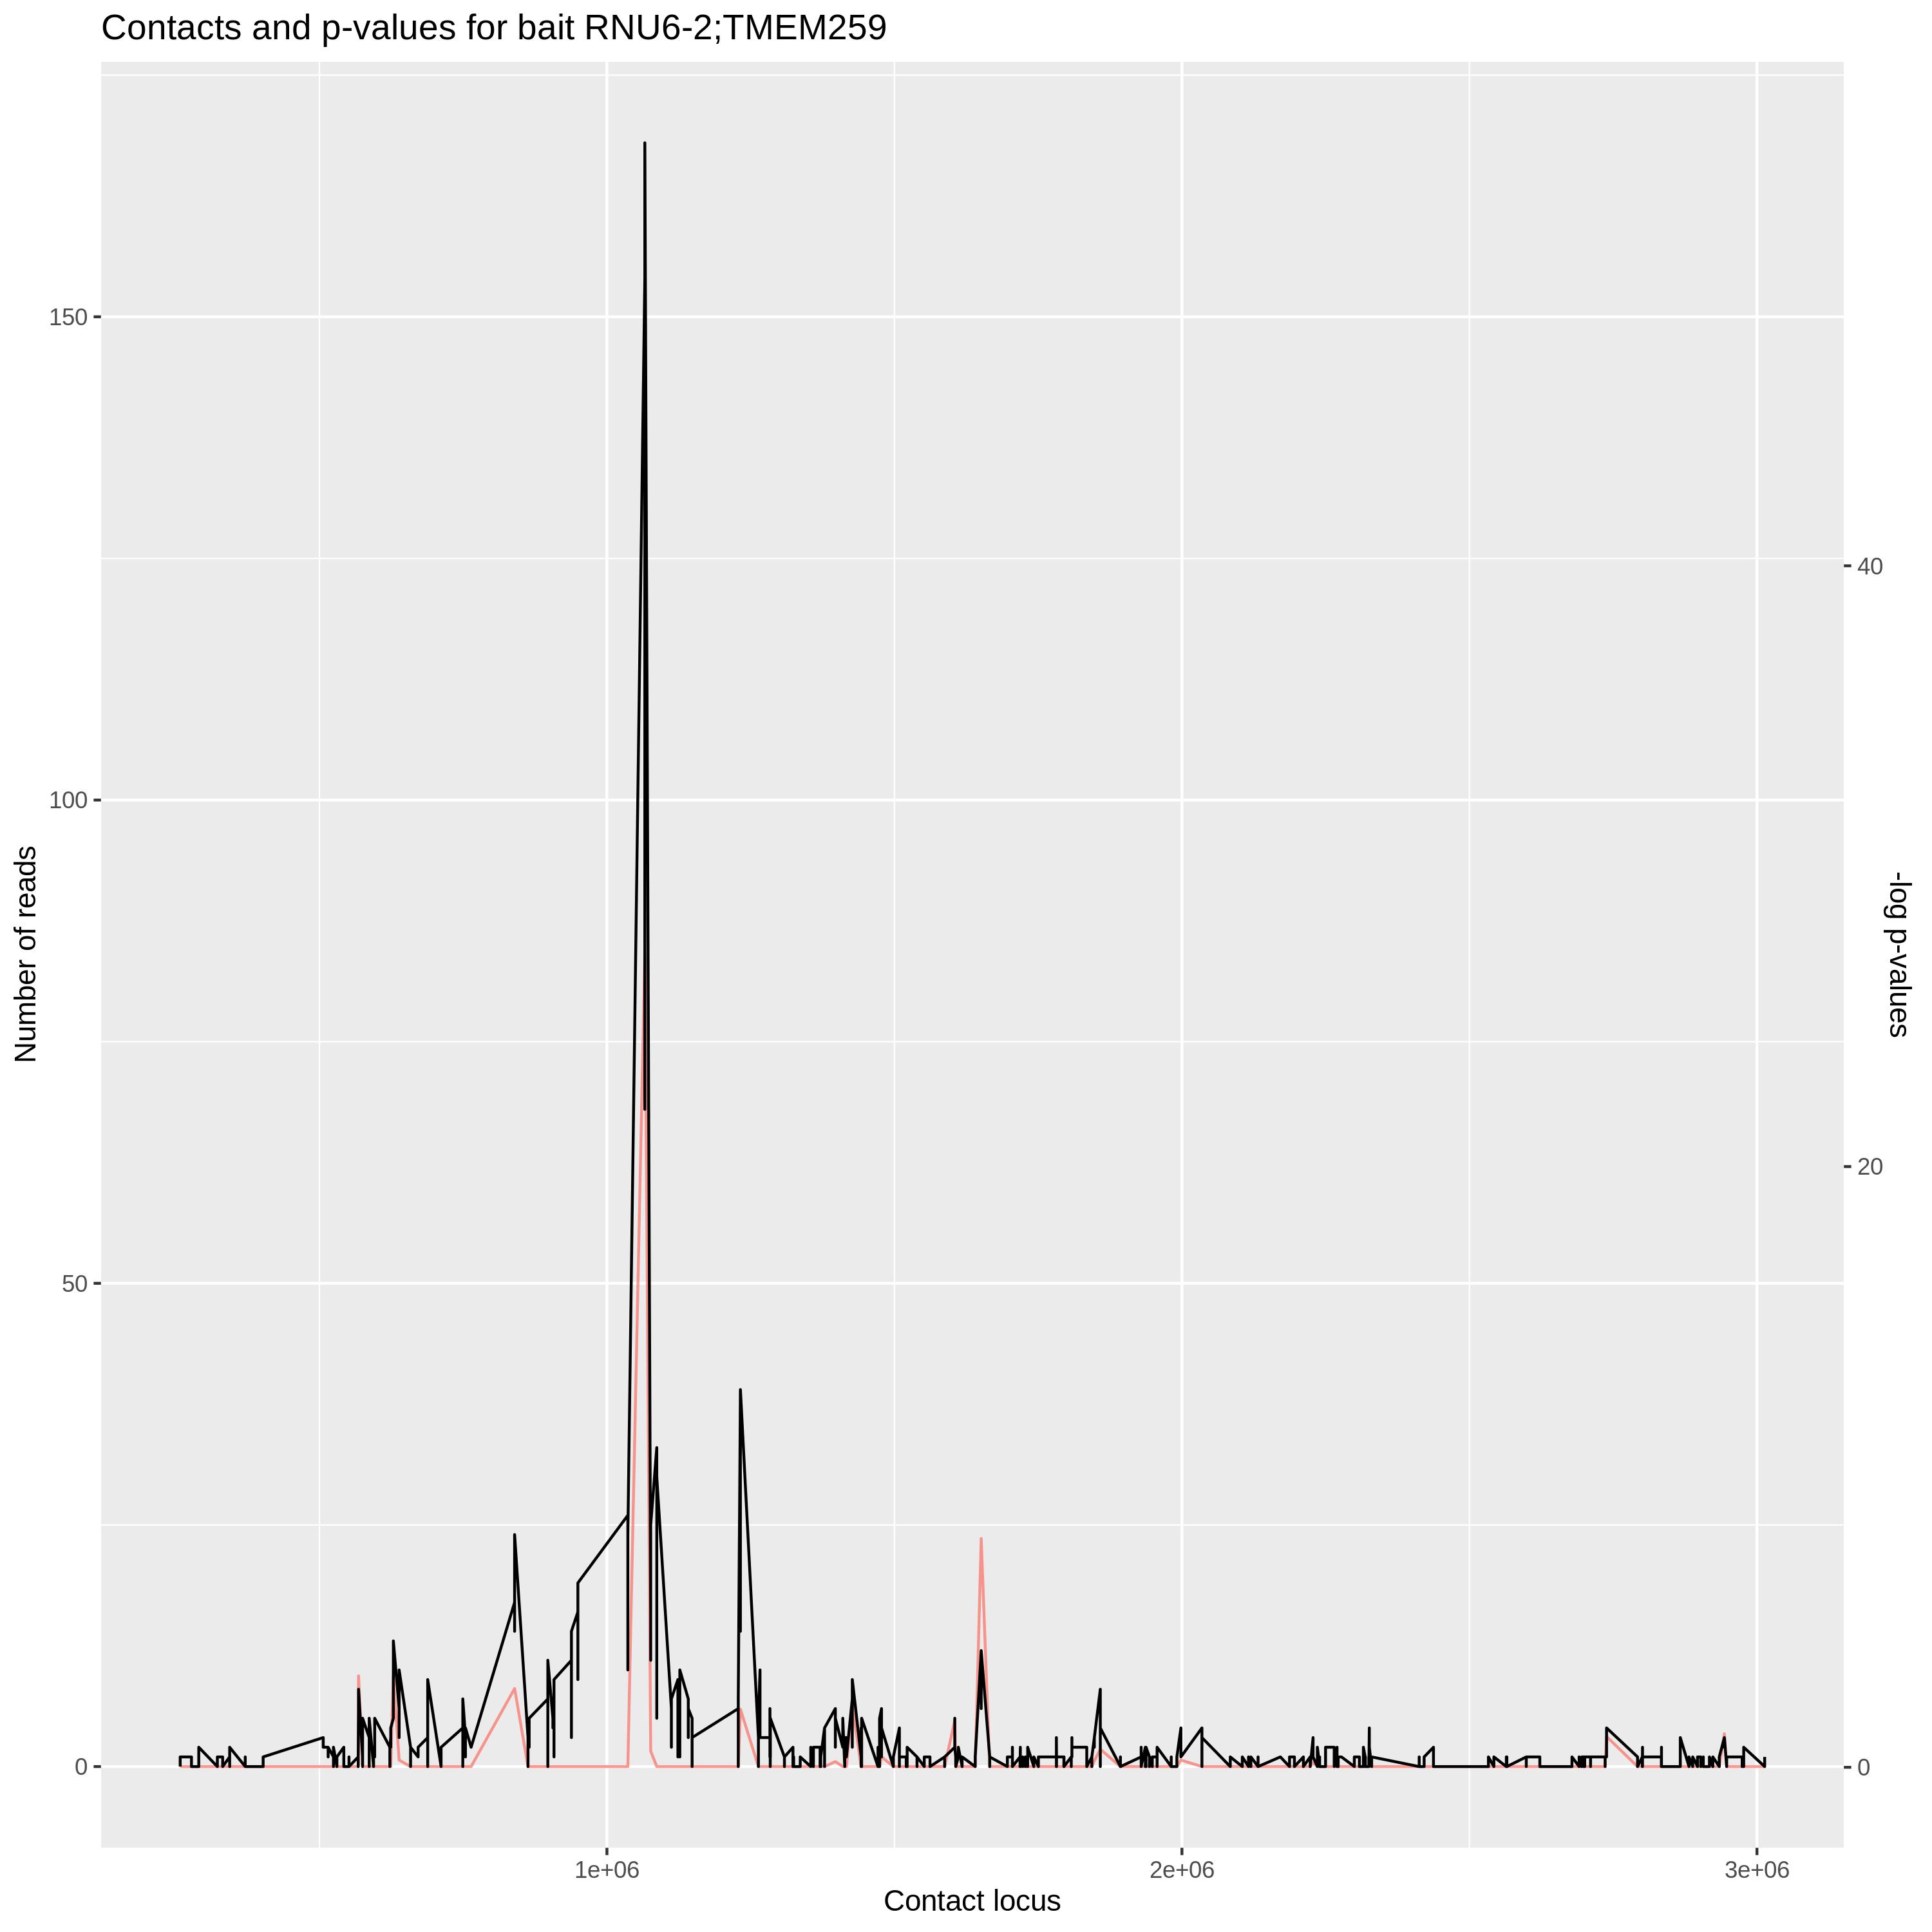 Contacts and p-values for bait RNU6-2;TMEM259
150
100
50
0
Number of reads
40
20
0
-log p-values
1e+06
2e+06
3e+06
Contact locus